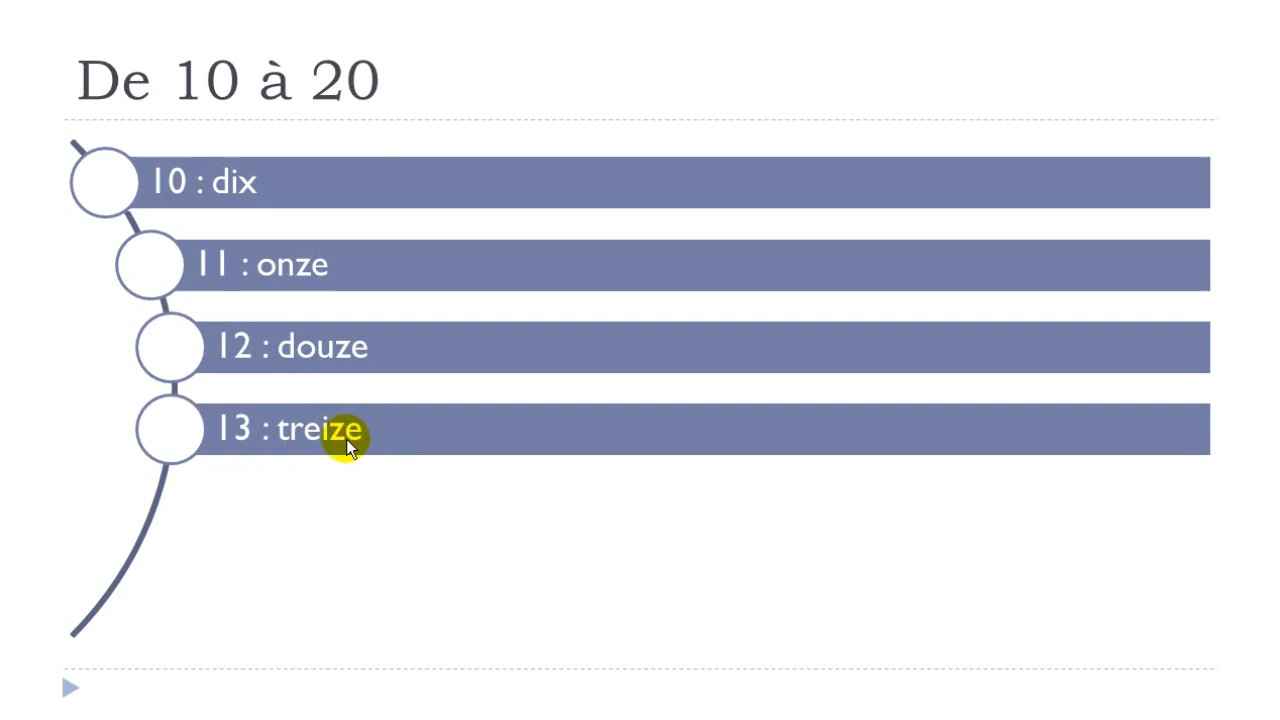 De 10 à 20
10 : dix
11 : onze
12 : douze
13 : treize